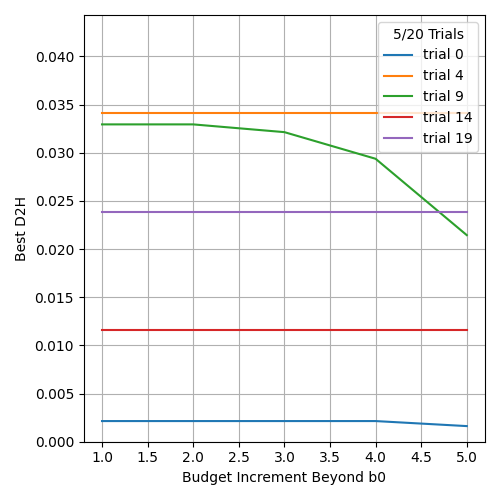 5/20 Trials
trial 0
trial 4
trial 9
trial 14
trial 19
Best D2H
0.040
0.035
0.030
0.025
0.020
0.015
0.010
0.005
0.000
1.0 1.5 2.0 2.5 3.0 3.5 4.0 4.5 5.0
Budget Increment Beyond b0